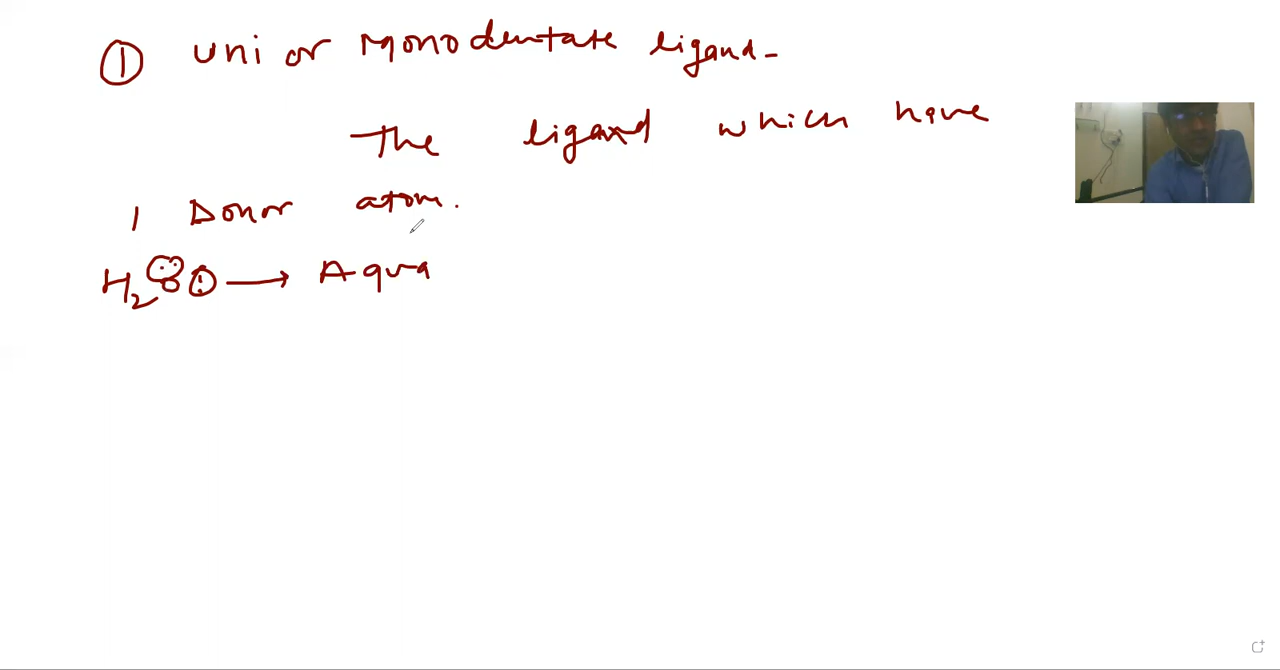 ① Uni or Monodentate ligand-
The ligand which have
1 Donor atom.
H₂O → Aqua